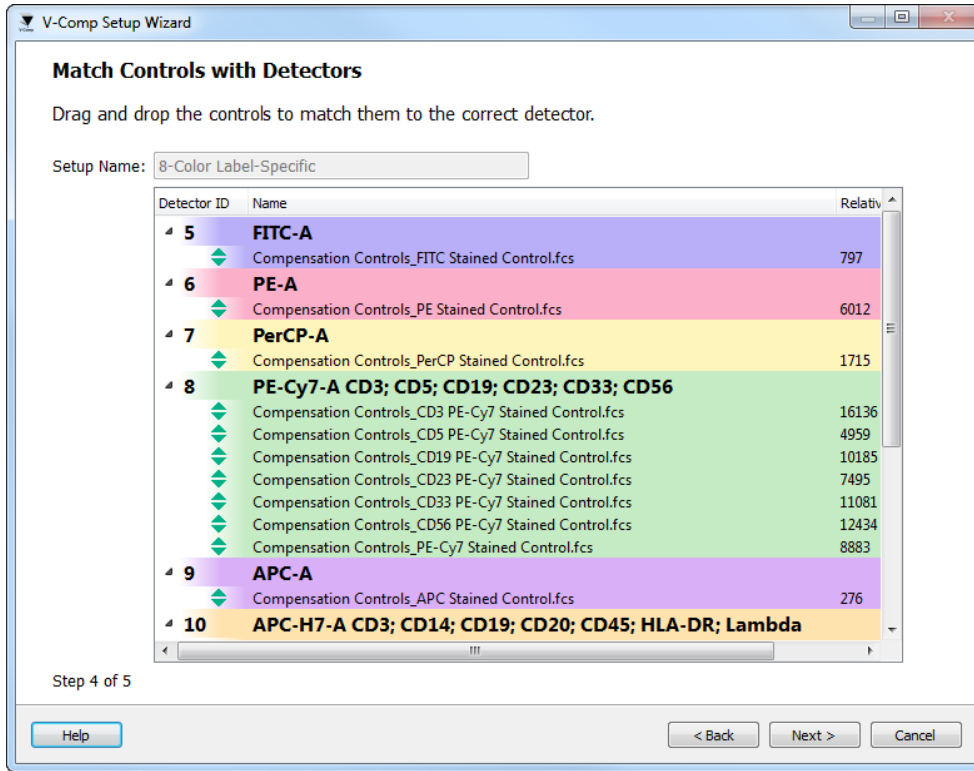 V-Comp Setup Wizard
Match Controls with Detectors
Drag and drop the controls to match them to the correct detector.
Setup Name: 8-Color Label-Specific
Detector ID Name Relativ
5 FITC-A
Compensation Controls_FITC Stained Control.fcs 797
6 PE-A
Compensation Controls_PE Stained Control.fcs 6012
7 PerCP-A
Compensation Controls_PerCP Stained Control.fcs 1715
8 PE-Cy7-A CD3; CD5; CD19; CD23; CD33; CD56
Compensation Controls_CD3 PE-Cy7 Stained Control.fcs 16136
Compensation Controls_CD5 PE-Cy7 Stained Control.fcs 4959
Compensation Controls_CD19 PE-Cy7 Stained Control.fcs 10185
Compensation Controls_CD23 PE-Cy7 Stained Control.fcs 7495
Compensation Controls_CD33 PE-Cy7 Stained Control.fcs 11081
Compensation Controls_CD56 PE-Cy7 Stained Control.fcs 12434
Compensation Controls_PE-Cy7 Stained Control.fcs 8883
9 APC-A
Compensation Controls_APC Stained Control.fcs 276
10 APC-H7-A CD3; CD14; CD19; CD20; CD45; HLA-DR; Lambda
Step 4 of 5
Help < Back Next > Cancel